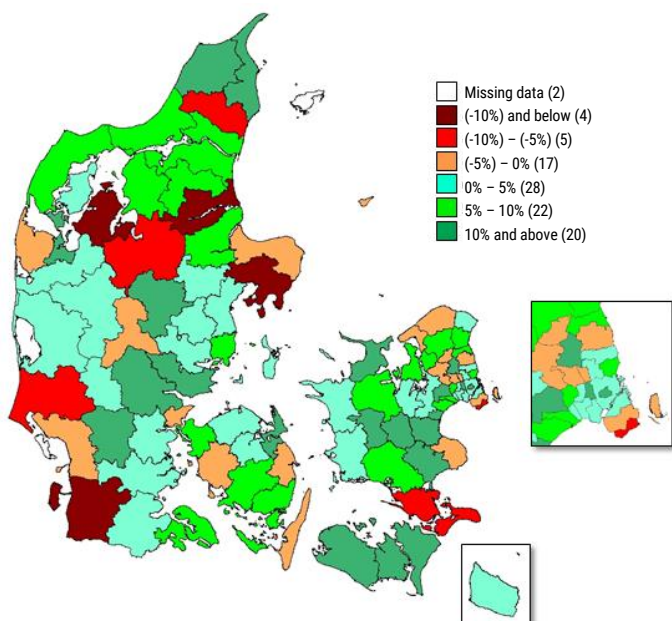 Missing data (2)
(-10%) and below (4)
(-10%) – (-5%) (5)
(-5%) – 0% (17)
0% – 5% (28)
5% – 10% (22)
10% and above (20)